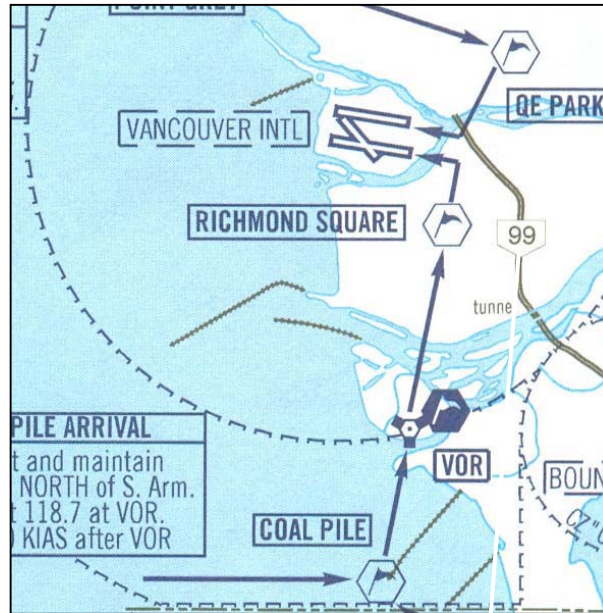 QE PARK
VANCOUVER INTL
RICHMOND SQUARE
99
tunne
PILE ARRIVAL
t and maintain
NORTH of S. Arm.
118.7 at VOR.
KIAS after VOR
VOR
BOUN
COAL PILE
CZ"C